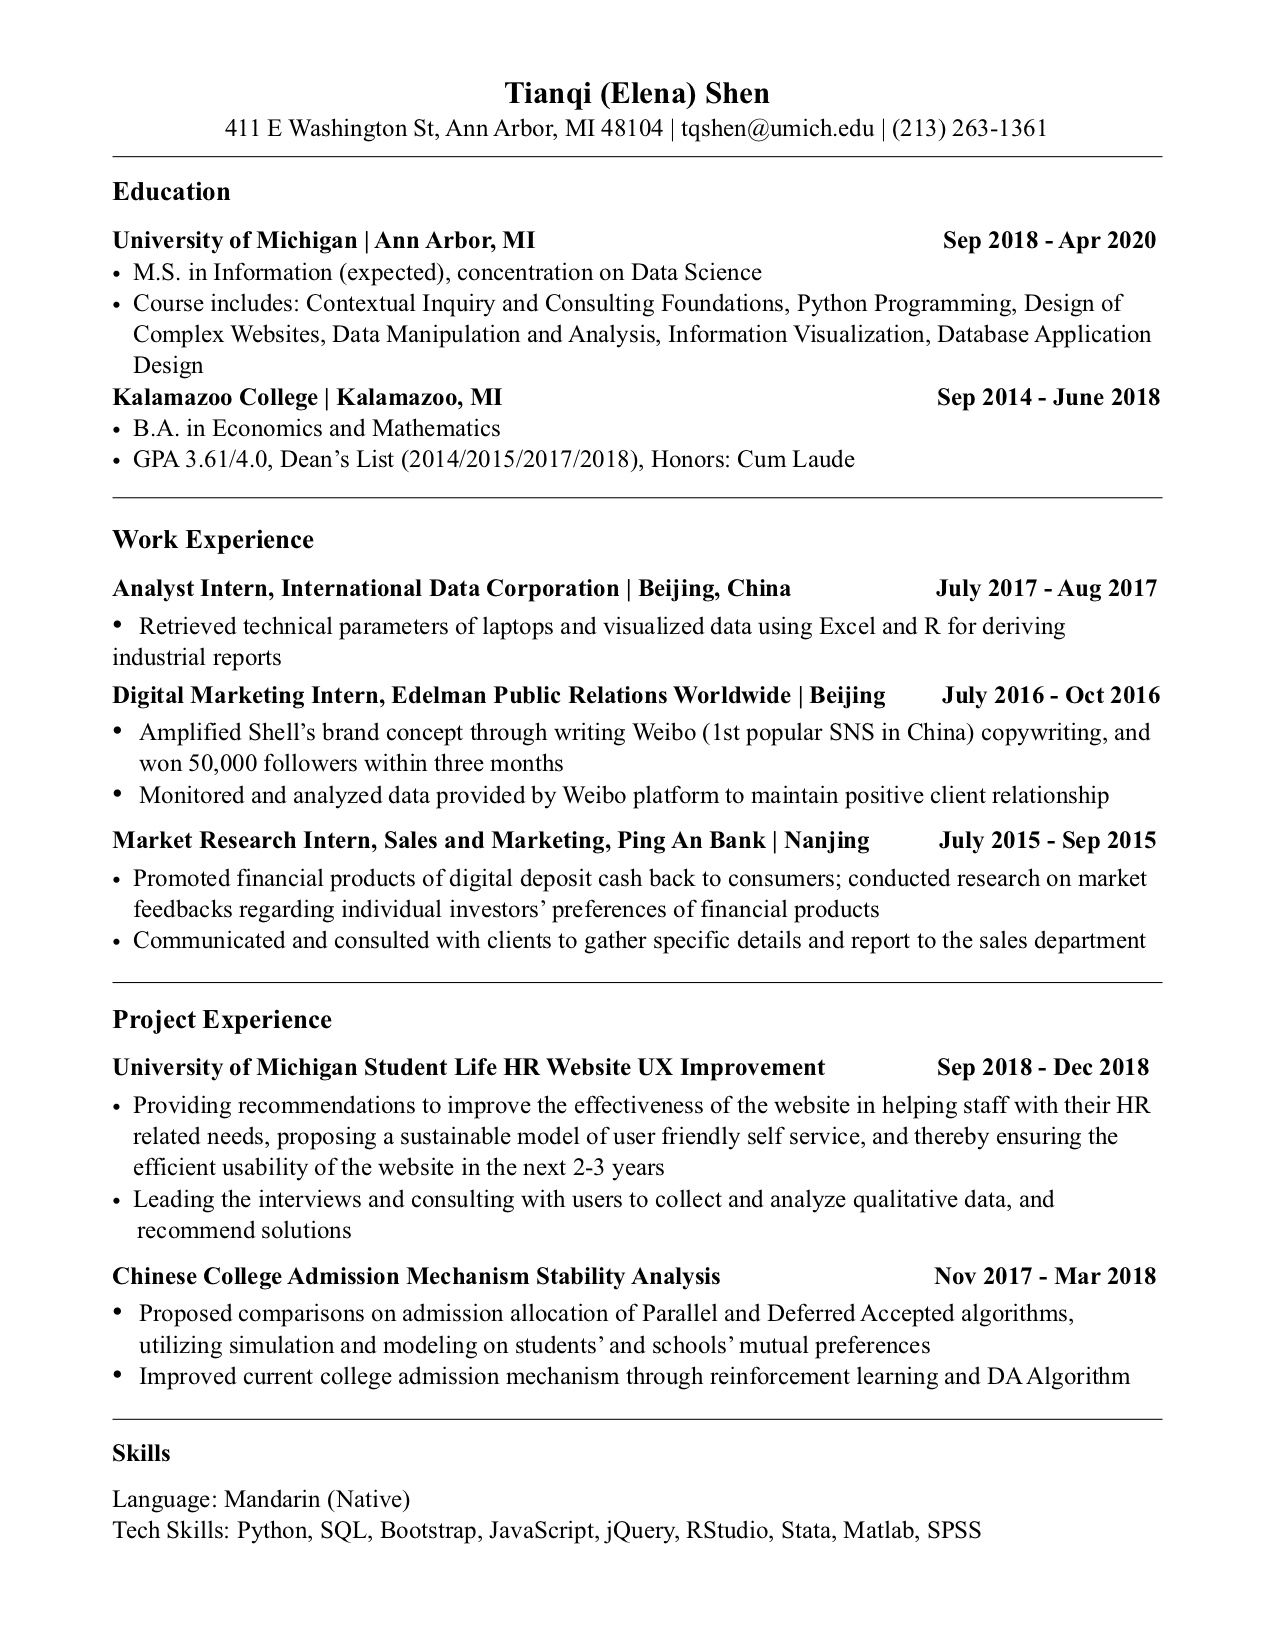 Tianqi (Elena) Shen
411 E Washington St, Ann Arbor, MI 48104 | tqshen@umich.edu | (213) 263-1361
Education
University of Michigan | Ann Arbor, MI Sep 2018 - Apr 2020
• M.S. in Information (expected), concentration on Data Science
• Course includes: Contextual Inquiry and Consulting Foundations, Python Programming, Design of
Complex Websites, Data Manipulation and Analysis, Information Visualization, Database Application
Design
Kalamazoo College | Kalamazoo, MI Sep 2014 - June 2018
• B.A. in Economics and Mathematics
• GPA 3.61/4.0, Dean’s List (2014/2015/2017/2018), Honors: Cum Laude
Work Experience
Analyst Intern, International Data Corporation | Beijing, China July 2017 - Aug 2017
• Retrieved technical parameters of laptops and visualized data using Excel and R for deriving
industrial reports
Digital Marketing Intern, Edelman Public Relations Worldwide | Beijing July 2016 - Oct 2016
• Amplified Shell’s brand concept through writing Weibo (1st popular SNS in China) copywriting, and
won 50,000 followers within three months
• Monitored and analyzed data provided by Weibo platform to maintain positive client relationship
Market Research Intern, Sales and Marketing, Ping An Bank | Nanjing July 2015 - Sep 2015
• Promoted financial products of digital deposit cash back to consumers; conducted research on market
feedbacks regarding individual investors’ preferences of financial products
• Communicated and consulted with clients to gather specific details and report to the sales department
Project Experience
University of Michigan Student Life HR Website UX Improvement Sep 2018 - Dec 2018
• Providing recommendations to improve the effectiveness of the website in helping staff with their HR
related needs, proposing a sustainable model of user friendly self service, and thereby ensuring the
efficient usability of the website in the next 2-3 years
• Leading the interviews and consulting with users to collect and analyze qualitative data, and
recommend solutions
Chinese College Admission Mechanism Stability Analysis Nov 2017 - Mar 2018
• Proposed comparisons on admission allocation of Parallel and Deferred Accepted algorithms,
utilizing simulation and modeling on students’ and schools’ mutual preferences
• Improved current college admission mechanism through reinforcement learning and DA Algorithm
Skills
Language: Mandarin (Native)
Tech Skills: Python, SQL, Bootstrap, JavaScript, jQuery, RStudio, Stata, Matlab, SPSS